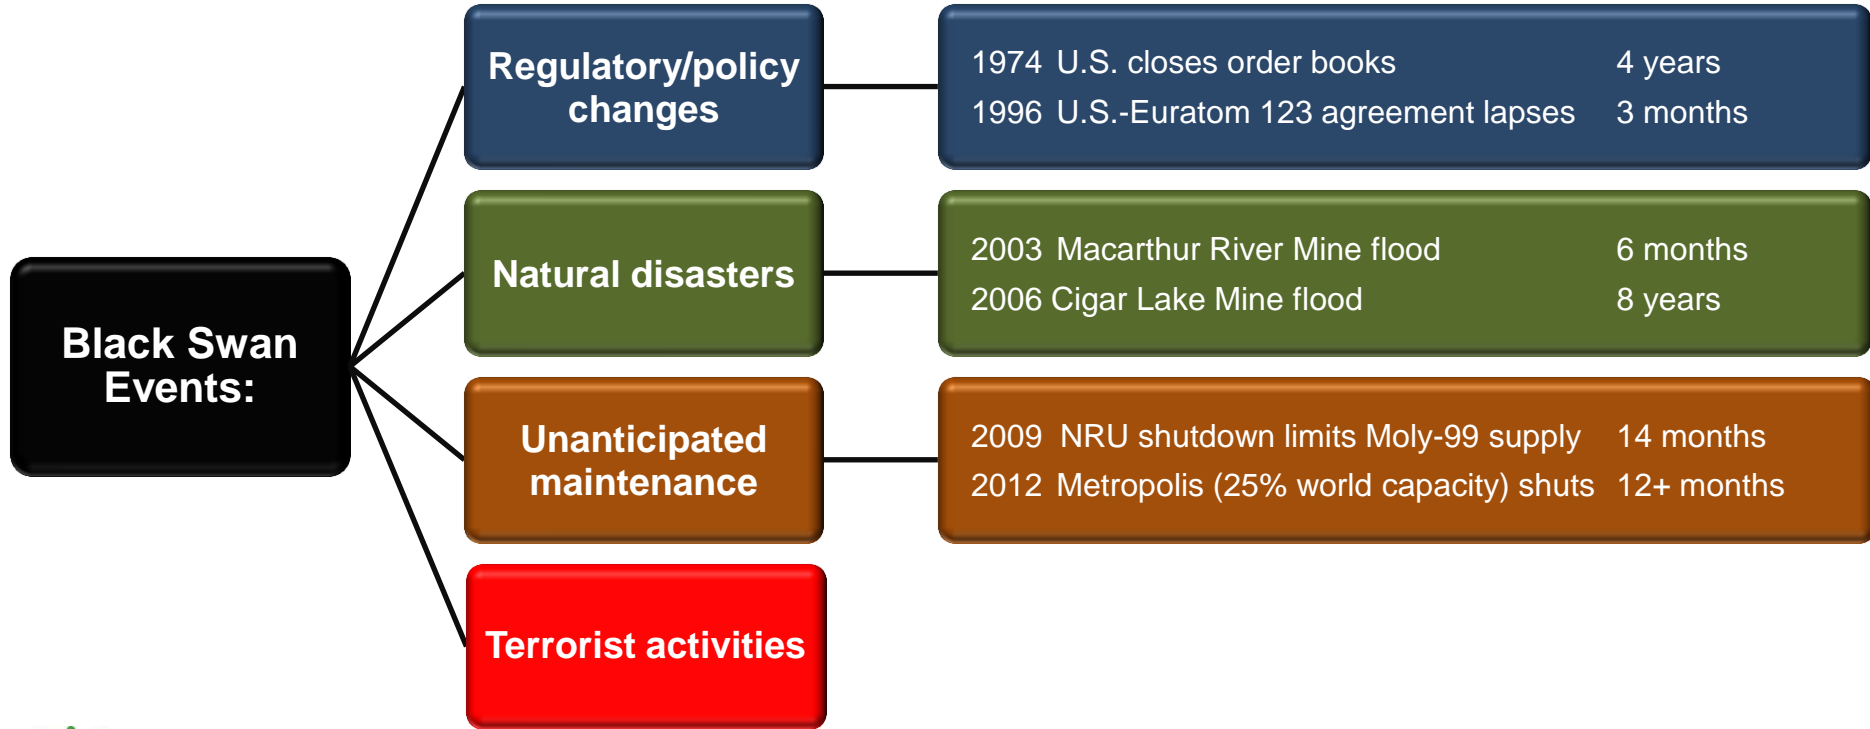 Black Swan
Events:
Regulatory/policy
changes
1974 U.S. closes order books 4 years
1996 U.S.-Euratom 123 agreement lapses 3 months
Natural disasters
2003 Macarthur River Mine flood 6 months
2006 Cigar Lake Mine flood 8 years
Unanticipated
maintenance
2009 NRU shutdown limits Moly-99 supply 14 months
2012 Metropolis (25% world capacity) shuts 12+ months
Terrorist activities